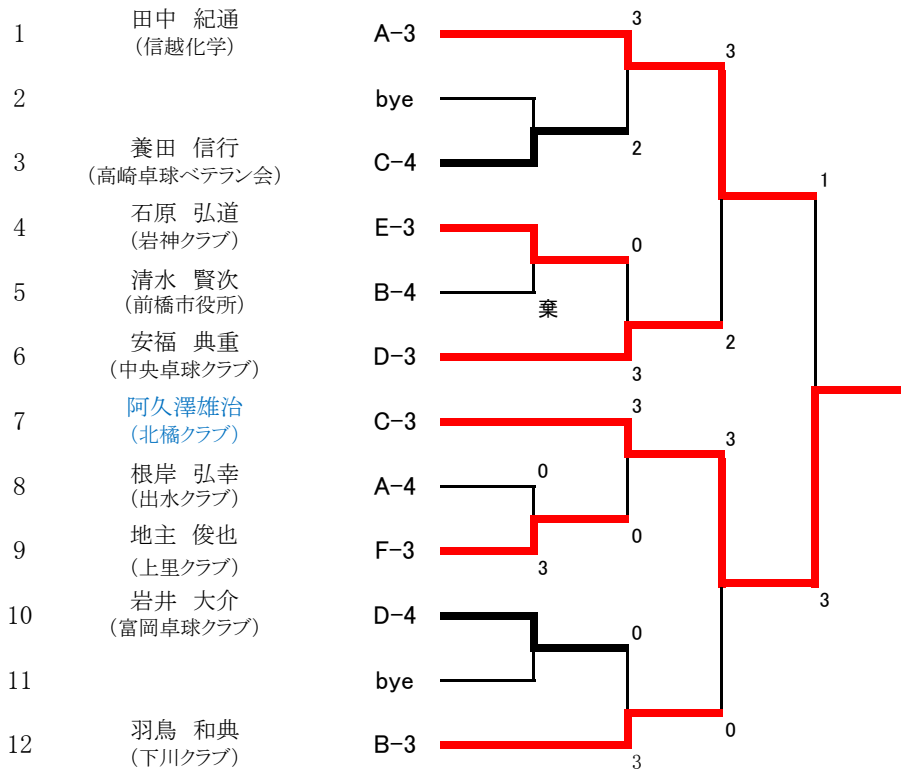 1 田中 紀通 A-3 3
(信越化学)
3
2 bye
3 養田 信行 C-4 2
(高崎卓球ベテラン会)
1
4 石原 弘道 E-3 0
(岩神クラブ)
5 清水 賢次 B-4 棄
(前橋市役所)
6 安福 典重 D-3 2
(中央卓球クラブ)
3
7 阿久澤雄治 C-3 3
(北橘クラブ)
3
8 根岸 弘幸 A-4 0
(出水クラブ)
9 地主 俊也 F-3 0
(上里クラブ)
3
10 岩井 大介 D-4 3
(富岡卓球クラブ)
0
11 bye
12 羽鳥 和典 B-3 0
(下川クラブ)
3